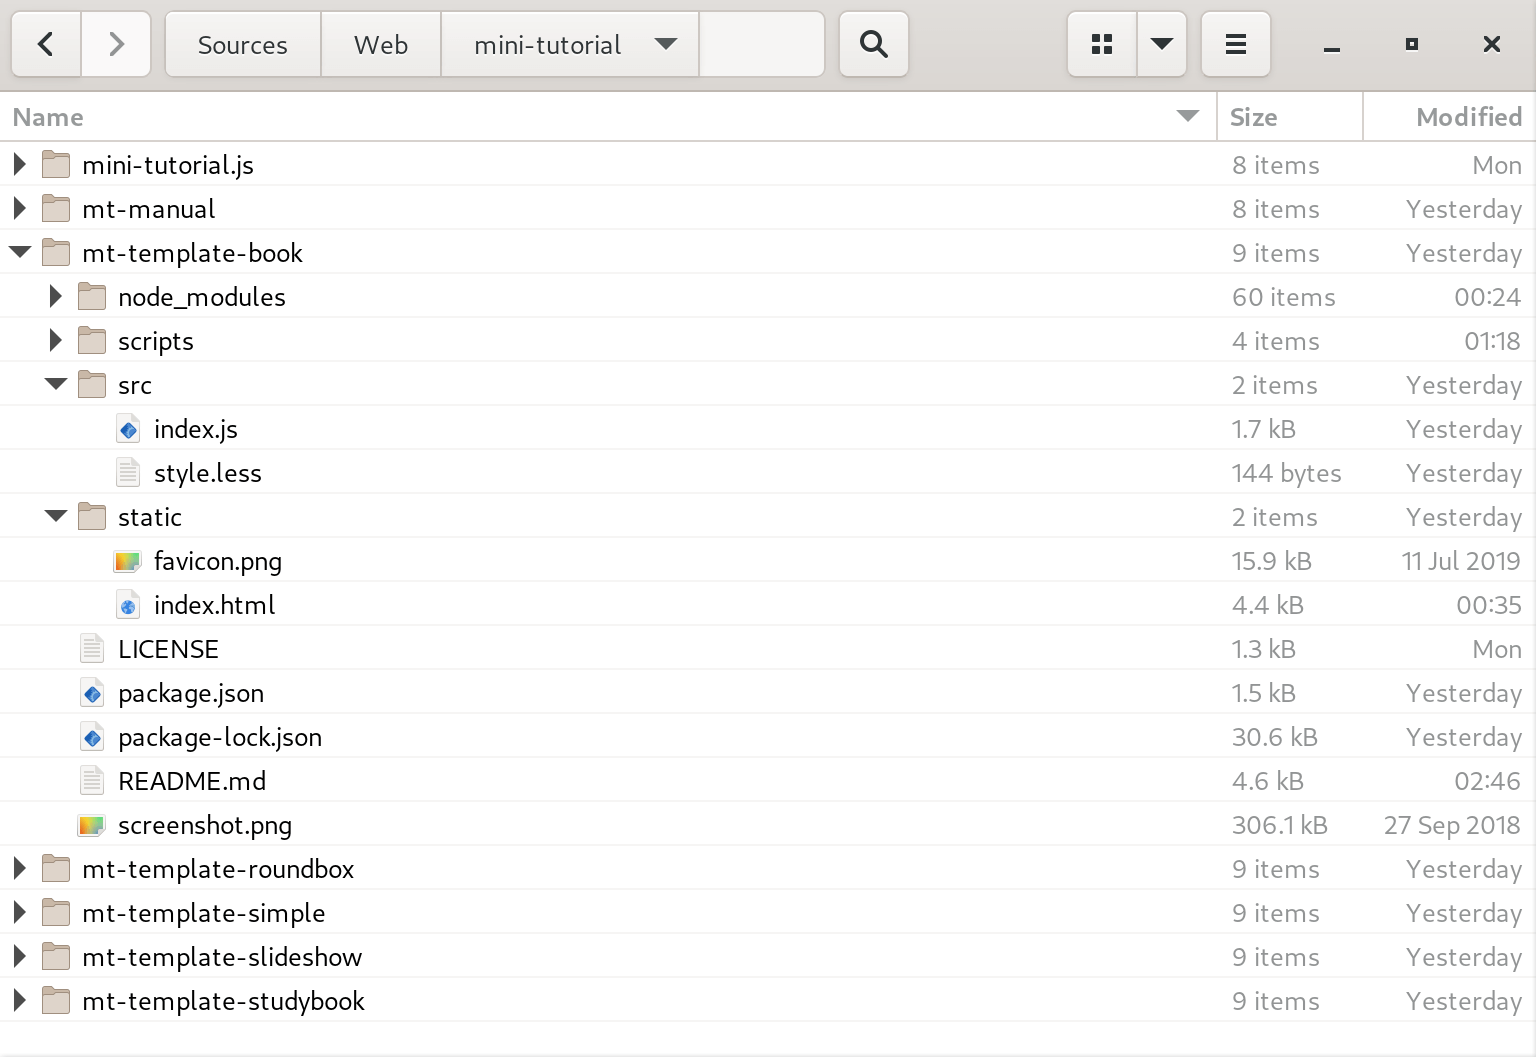 Sources Web mini-tutorial
Name Size Modified
mini-tutorial.js 8 items Mon
mt-manual 8 items Yesterday
mt-template-book 9 items Yesterday
node_modules 60 items 00:24
scripts 4 items 01:18
src 2 items Yesterday
index.js 1.7 kB Yesterday
style.less 144 bytes Yesterday
static 2 items Yesterday
favicon.png 15.9 kB 11 Jul 2019
index.html 4.4 kB 00:35
LICENSE 1.3 kB Mon
package.json 1.5 kB Yesterday
package-lock.json 30.6 kB Yesterday
README.md 4.6 kB 02:46
screenshot.png 306.1 kB 27 Sep 2018
mt-template-roundbox 9 items Yesterday
mt-template-simple 9 items Yesterday
mt-template-slideshow 9 items Yesterday
mt-template-studybook 9 items Yesterday